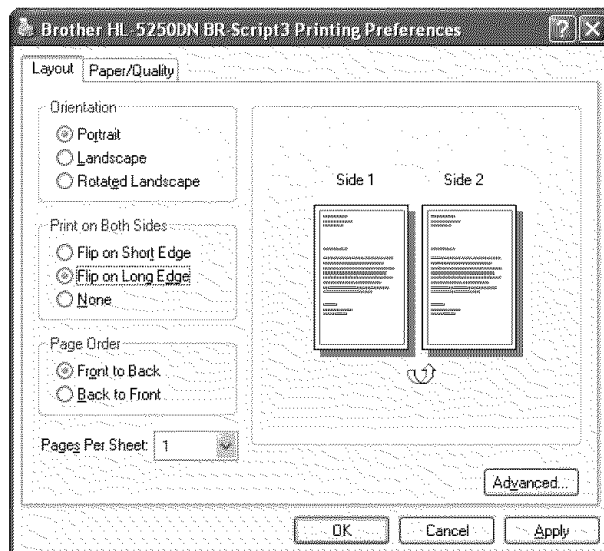 Brother HL-5250DN BR-Script3 Printing Preferences
Layout
Paper/Quality
Orientation
Portrait
Landscape
Rotated Landscape
Print on Both Sides
Flip on Short Edge
Flip on Long Edge
None
Page Order
Front to Back
Back to Front
Pages Per Sheet: 1
Side 1
Side 2
Advanced...
OK
Cancel
Apply